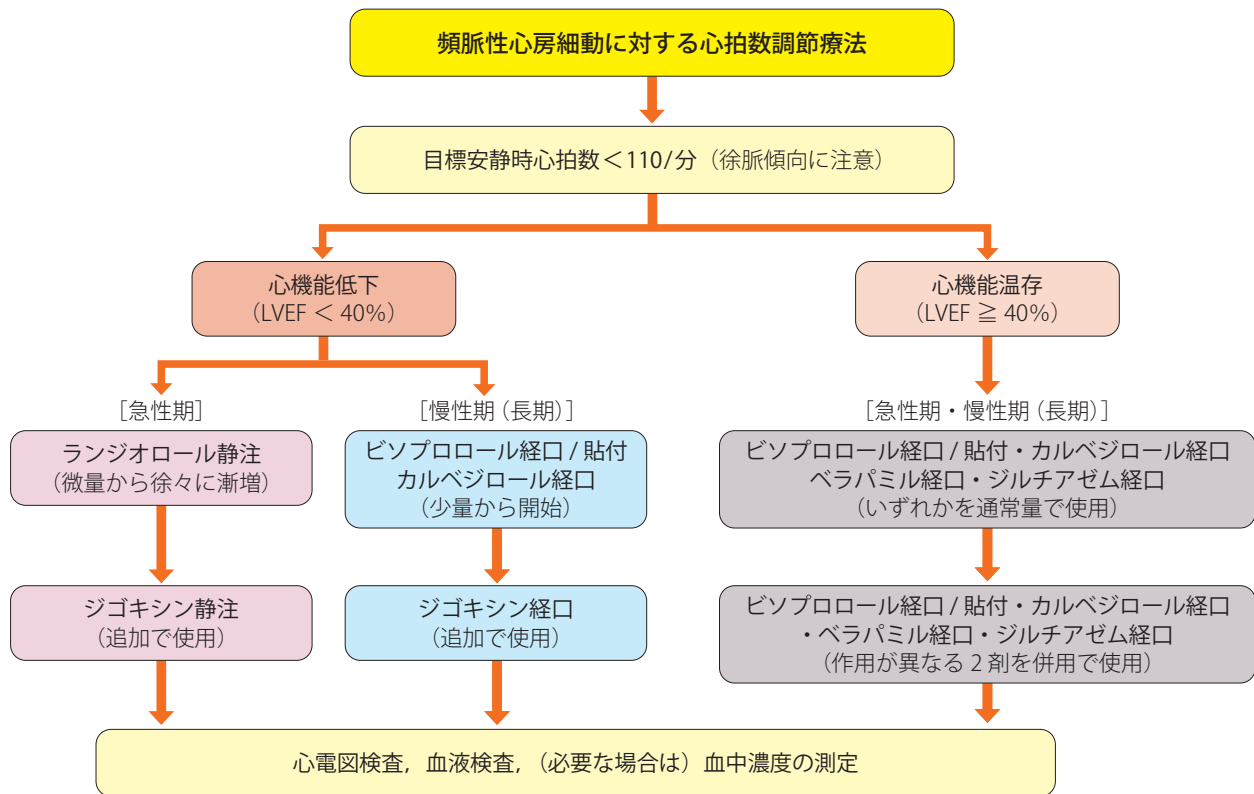 頻脈性心房細動に対する心拍数調節療法
目標安静時心拍数＜110/分（徐脈傾向に注意）
心機能低下
（LVEF ＜ 40%）
心機能温存
（LVEF ≧ 40%）
［急性期］
［慢性期（長期）］
［急性期・慢性期（長期）］
ランジオロール静注
（微量から徐々に漸増）
ビソプロロール経口 / 貼付
カルベジロール経口
（少量から開始）
ビソプロロール経口 / 貼付・カルベジロール経口
ベラパミル経口・ジルチアゼム経口
（いずれかを通常量で使用）
ジゴキシン静注
（追加で使用）
ジゴキシン経口
（追加で使用）
ビソプロロール経口 / 貼付・カルベジロール経口
・ベラパミル経口・ジルチアゼム経口
（作用が異なる 2 剤を併用で使用）
心電図検査，血液検査，（必要な場合は）血中濃度の測定